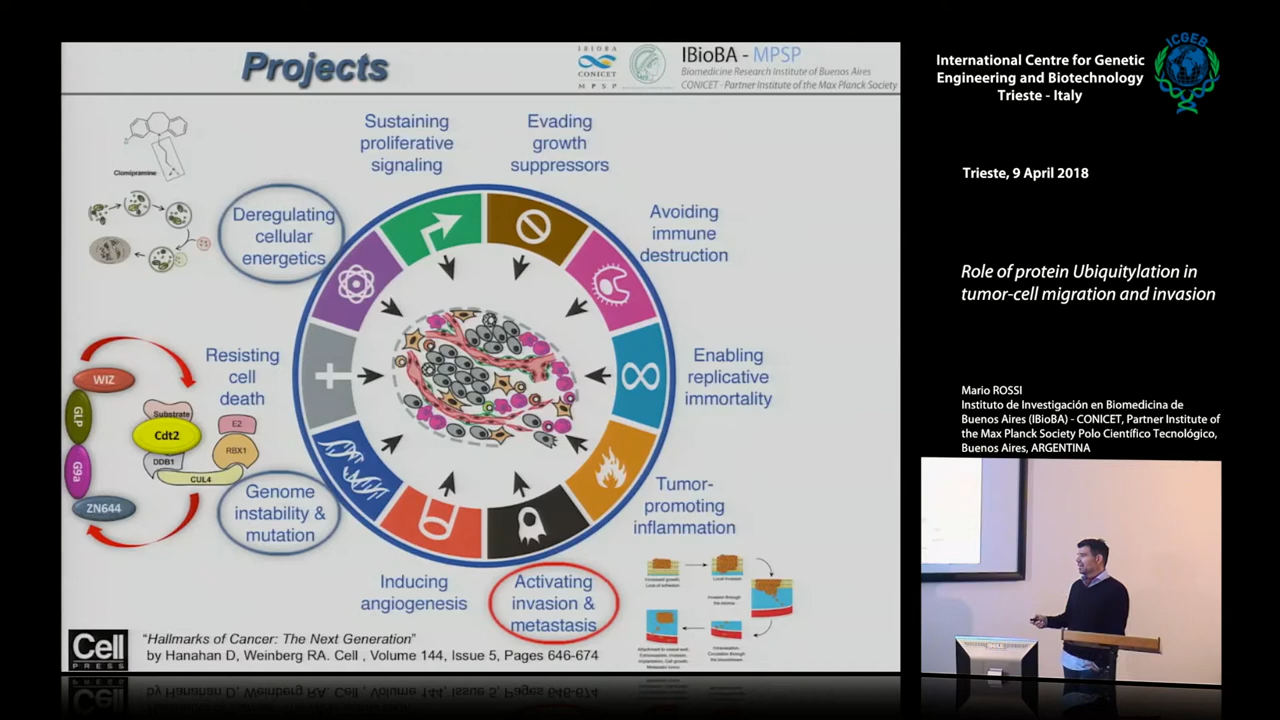 Projects
IBIOBA
CONICET
MPSP
IBioBA - MPSP
Biomedicine Research Institute of Buenos Aires
CONICET - Partner Institute of the Max Planck Society
Clomipramine
Sustaining
proliferative
signaling
Evading
growth
suppressors
Deregulating
cellular
energetics
Avoiding
immune
destruction
Resisting
cell
death
Enabling
replicative
immortality
WIZ
GLP
G9a
ZN644
Substrate
Cdt2
DDB1
E2
RBX1
CUL4
Genome
instability &
mutation
Tumor-
promoting
inflammation
Inducing
angiogenesis
Activating
invasion &
metastasis
Local invasion
Cell
PRESS
"Hallmarks of Cancer: The Next Generation"
by Hanahan D, Weinberg RA. Cell , Volume 144, Issue 5, Pages 646-674
International Centre for Genetic
Engineering and Biotechnology
Trieste - Italy
ICGEB
Trieste, 9 April 2018
Role of protein Ubiquitylation in
tumor-cell migration and invasion
Mario ROSSI
Instituto de Investigación en Biomedicina de
Buenos Aires (IBioBA) - CONICET, Partner Institute of
the Max Planck Society Polo Científico Tecnológico,
Buenos Aires, ARGENTINA